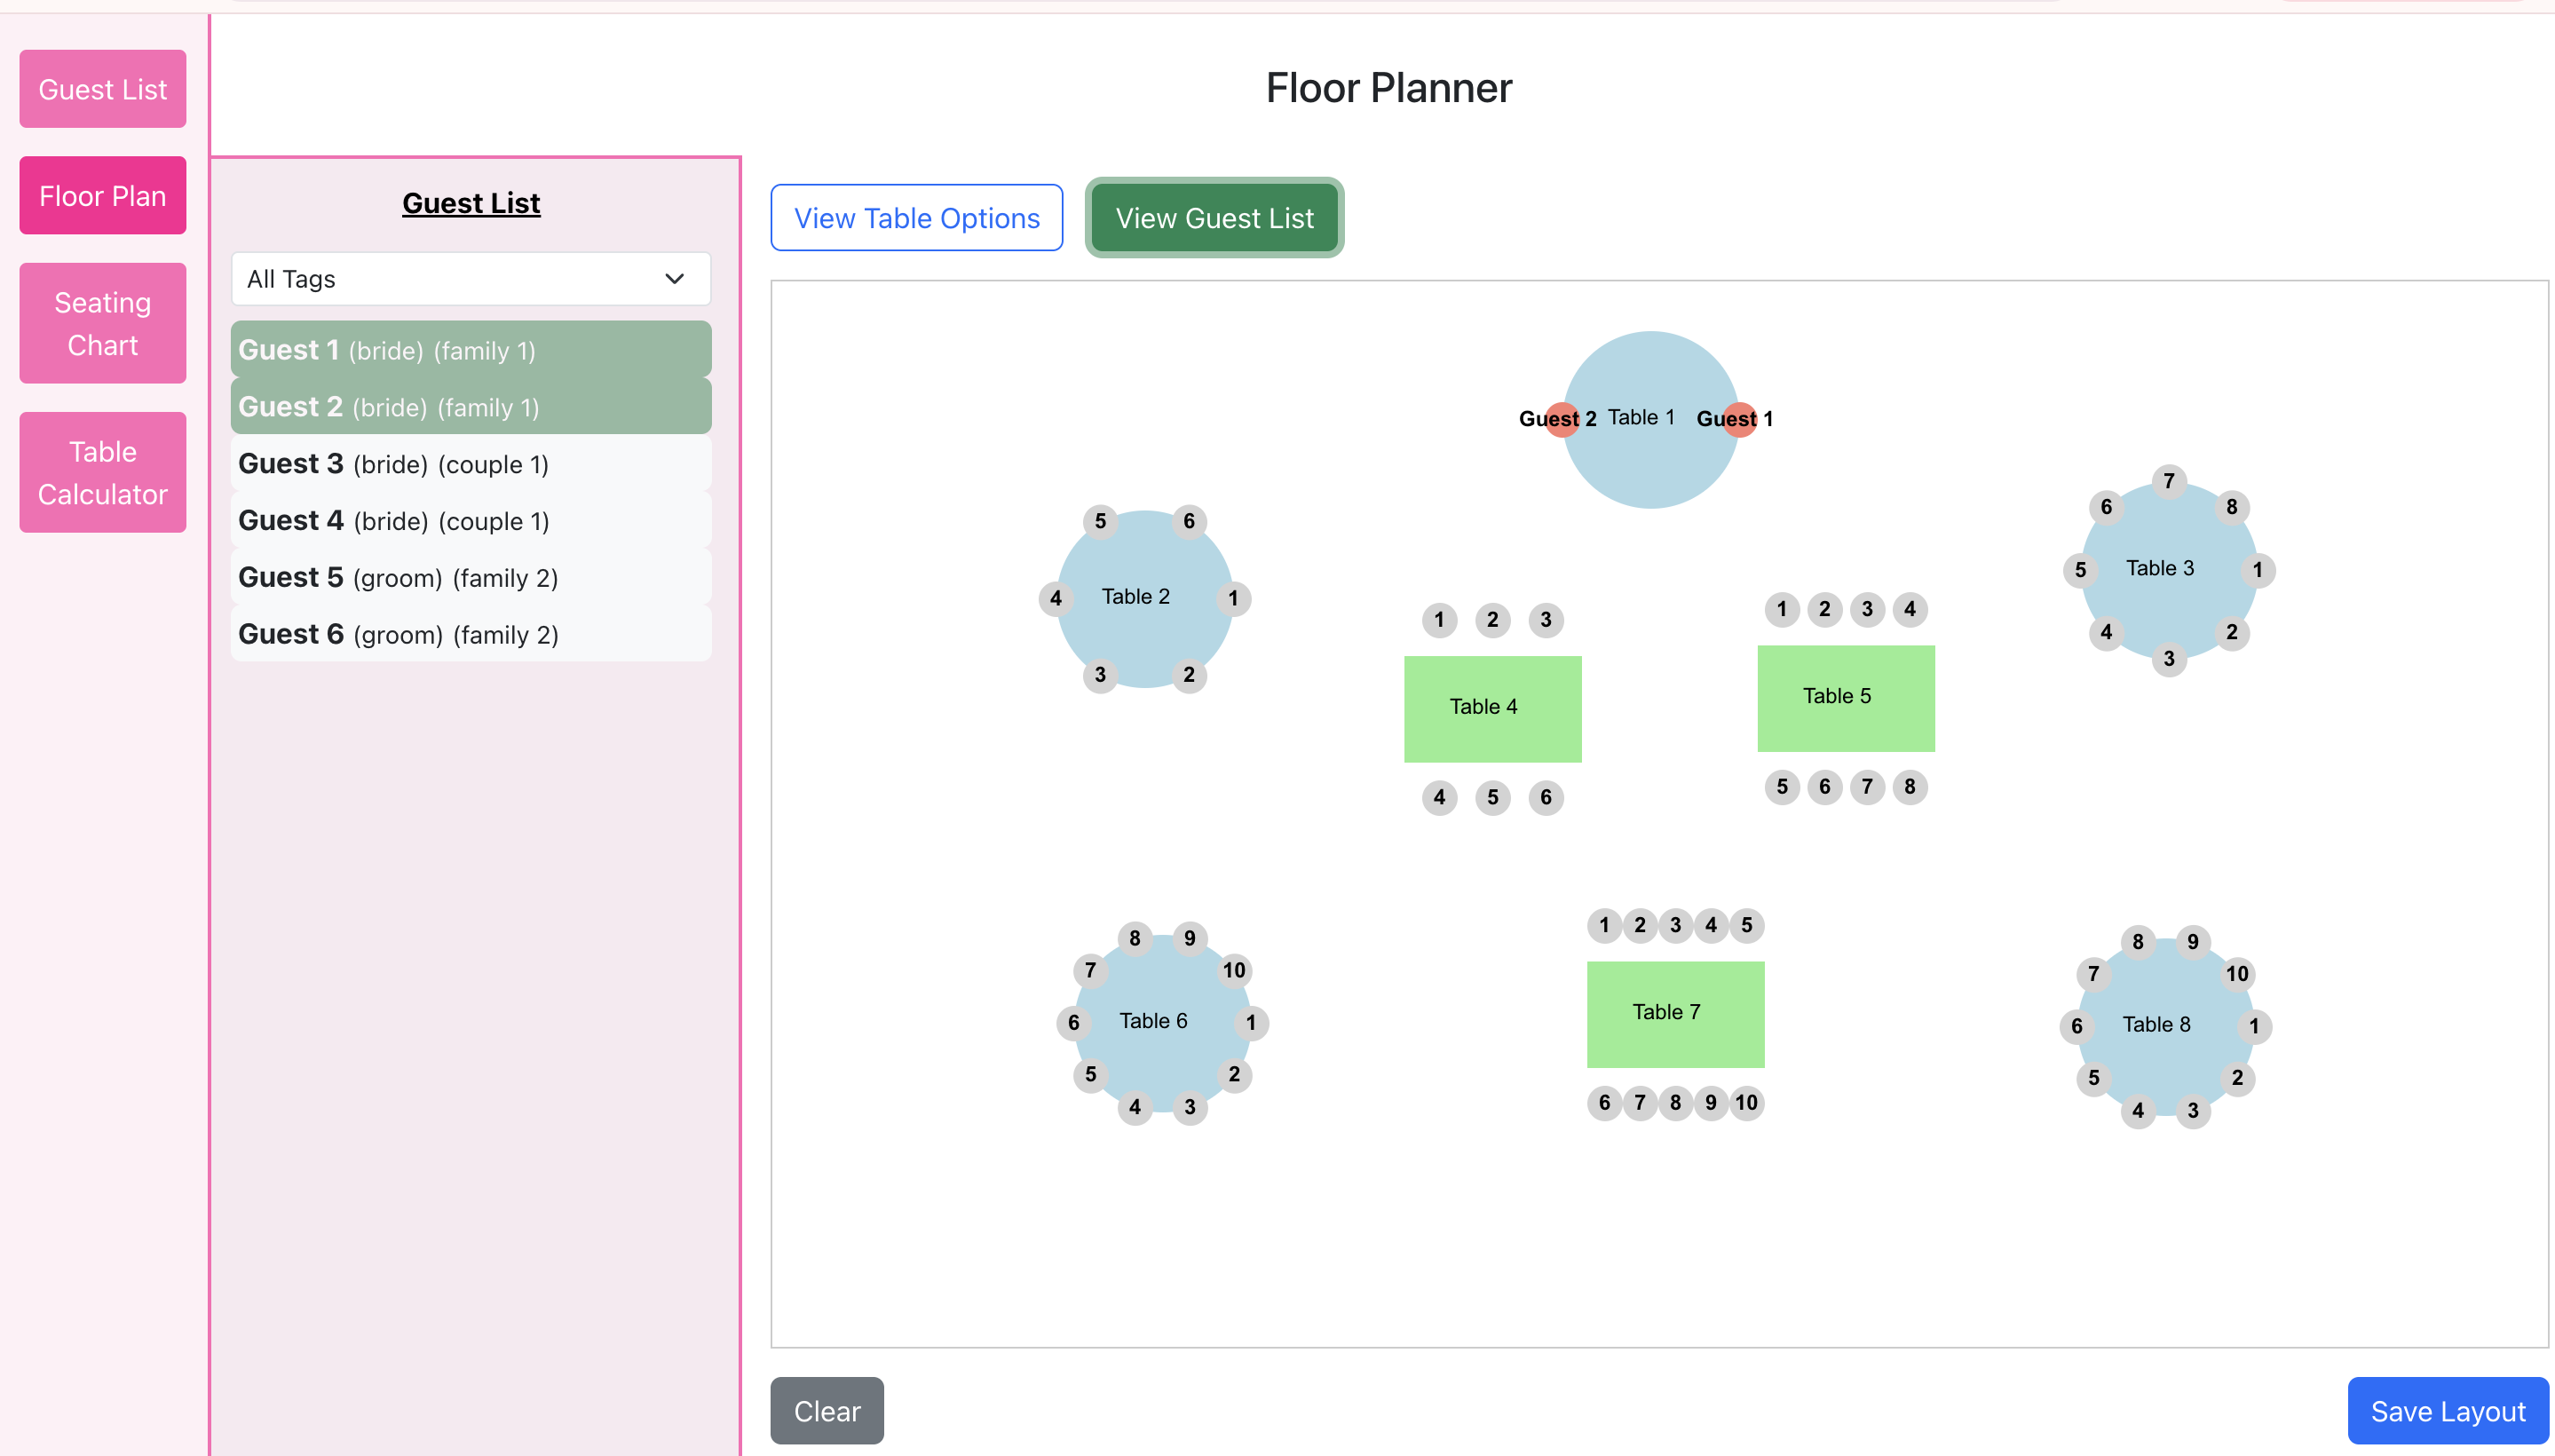 Guest List
Floor Plan
Seating
Chart
Table
Calculator
Floor Planner
Guest List
All Tags
Guest 1 (bride) (family 1)
Guest 2 (bride) (family 1)
Guest 3 (bride) (couple 1)
Guest 4 (bride) (couple 1)
Guest 5 (groom) (family 2)
Guest 6 (groom) (family 2)
View Table Options
View Guest List
Guest 2 Table 1 Guest 1
5 6
4 Table 2 1
3 2
7
6 8
5 Table 3 1
4 2
3
1 2 3
Table 4
4 5 6
1 2 3 4
Table 5
5 6 7 8
8 9
7 10
6 Table 6 1
5 2
4 3
1 2 3 4 5
Table 7
6 7 8 9 10
8 9
7 10
6 Table 8 1
5 2
4 3
Clear
Save Layout